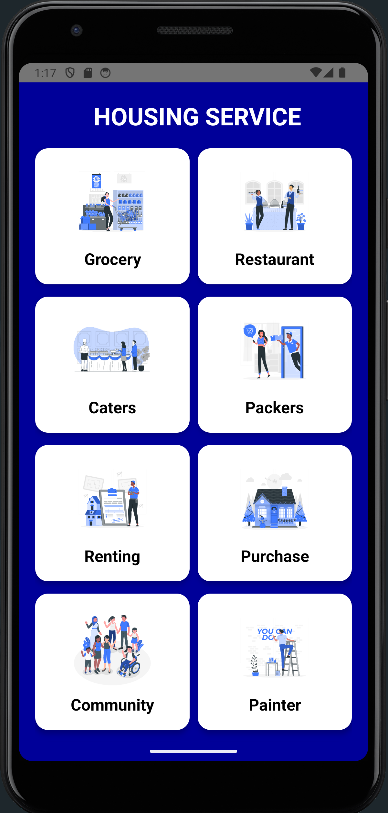 1:17
HOUSING SERVICE
Grocery
Restaurant
Caters
Packers
Renting
Purchase
YOU CAN
DO
Community
Painter